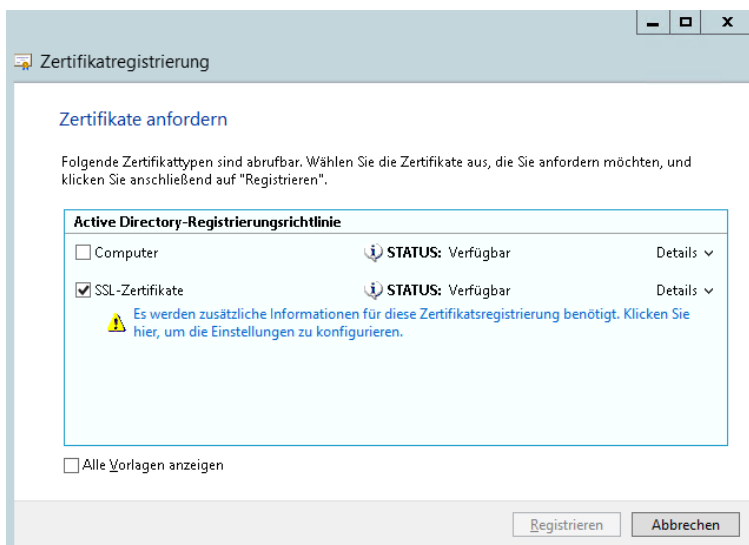 Zertifikatregistrierung
Zertifikate anfordern
Folgende Zertifikattypen sind abrufbar. Wählen Sie die Zertifikate aus, die Sie anfordern möchten, und
klicken Sie anschließend auf "Registrieren".
Active Directory-Registrierungsrichtlinie
Computer STATUS: Verfügbar Details
SSL-Zertifikate STATUS: Verfügbar Details
Es werden zusätzliche Informationen für diese Zertifikatsregistrierung benötigt. Klicken Sie
hier, um die Einstellungen zu konfigurieren.
Alle Vorlagen anzeigen
Registrieren Abbrechen